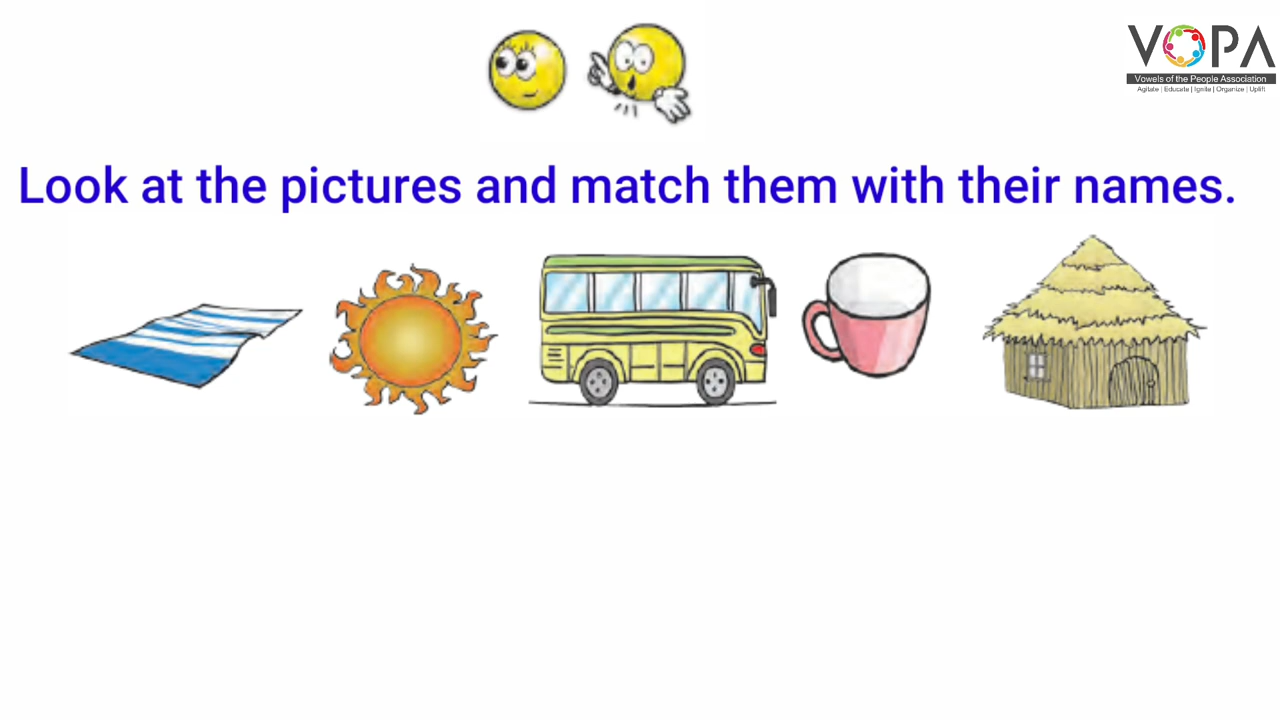 VOPA
Vowels of the People Association
Agitate | Educate | Ignite | Organize | Uplift
Look at the pictures and match them with their names.